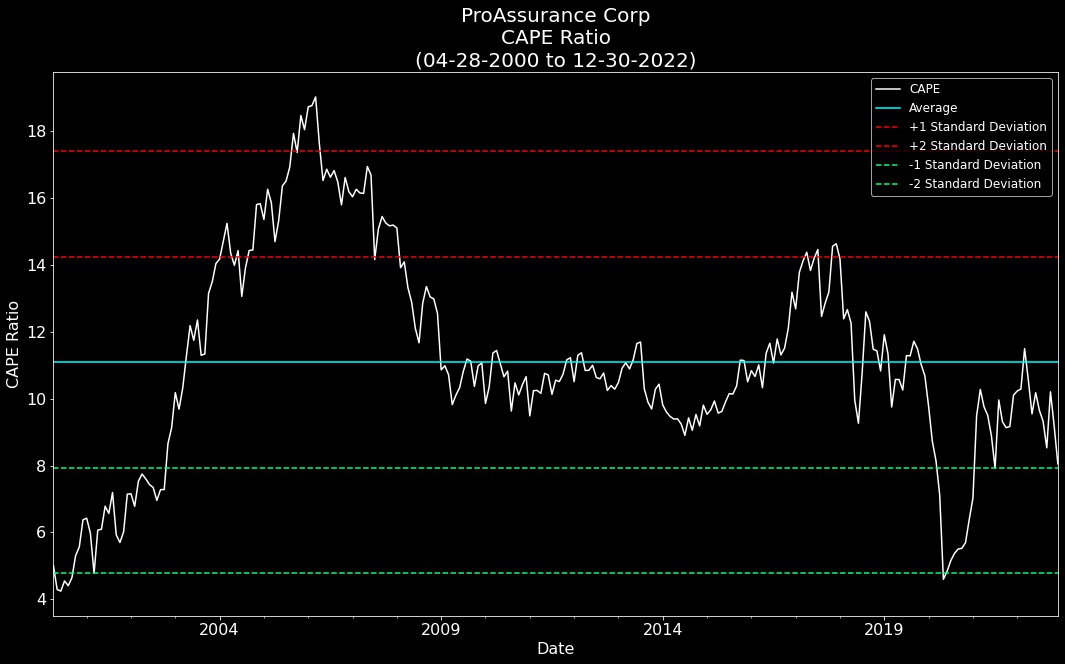 ProAssurance Corp
CAPE Ratio
(04-28-2000 to 12-30-2022)
CAPE
Average
+1 Standard Deviation
+2 Standard Deviation
-1 Standard Deviation
-2 Standard Deviation
CAPE Ratio
18
16
14
12
10
8
6
4
2004
2009
2014
2019
Date